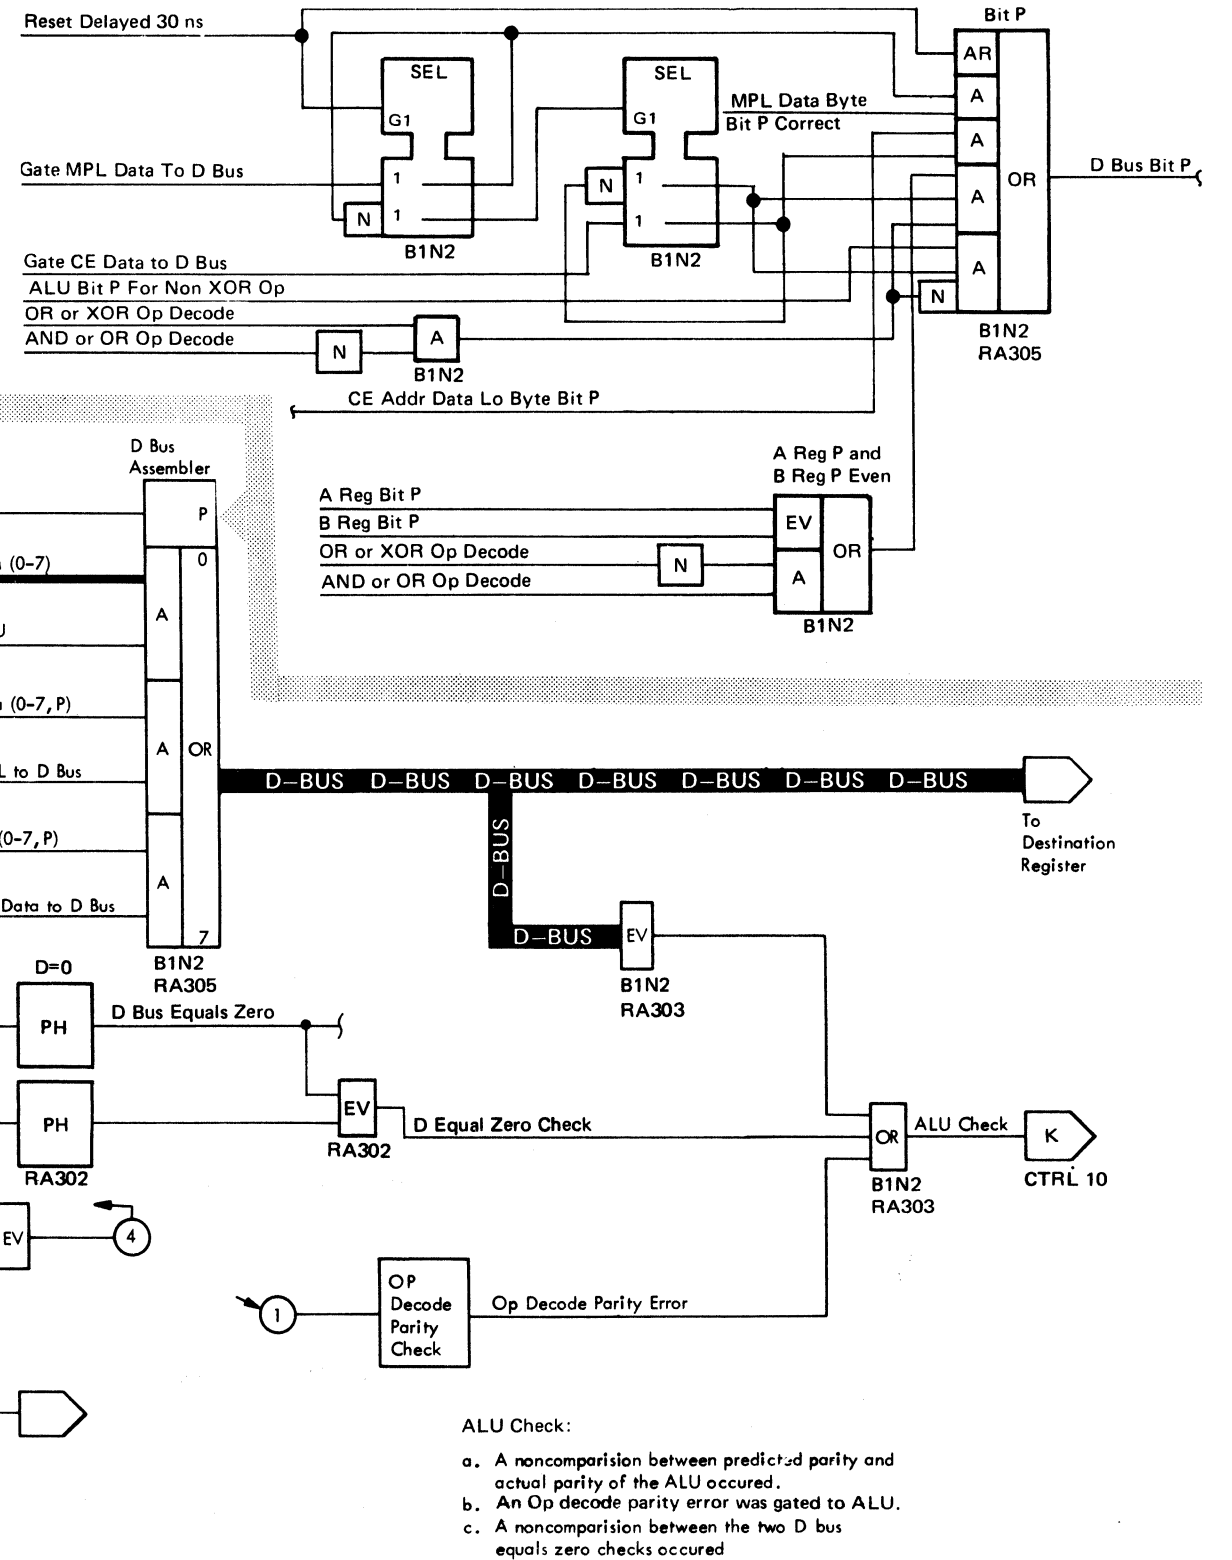 Reset Delayed 30 ns
Bit P
SEL
G1
1
1
N
B1N2
SEL
G1
1
1
N
B1N2
MPL Data Byte
Bit P Correct
AR
A
A
A
A
N
OR
B1N2
RA305
D Bus Bit P
Gate MPL Data To D Bus
Gate CE Data to D Bus
ALU Bit P For Non XOR Op
OR or XOR Op Decode
AND or OR Op Decode
N
A
B1N2
CE Addr Data Lo Byte Bit P
D Bus
Assembler
P
0
A Reg P and
B Reg P Even
A Reg Bit P
B Reg Bit P
OR or XOR Op Decode
AND or OR Op Decode
N
EV
A
OR
B1N2
(0-7)
A
(0-7, P)
A
OR
L to D Bus
(0-7, P)
A
Data to D Bus
7
B1N2
RA305
D-BUS D-BUS D-BUS D-BUS D-BUS D-BUS D-BUS
To
Destination
Register
D-BUS
D-BUS
EV
B1N2
RA303
D=0
PH
D Bus Equals Zero
PH
RA302
EV
RA302
D Equal Zero Check
OR
B1N2
RA303
ALU Check
K
CTRL 10
EV
4
1
OP
Decode
Parity
Check
Op Decode Parity Error
ALU Check:
a. A noncomparision between predicted parity and
actual parity of the ALU occured.
b. An Op decode parity error was gated to ALU.
c. A noncomparision between the two D bus
equals zero checks occured